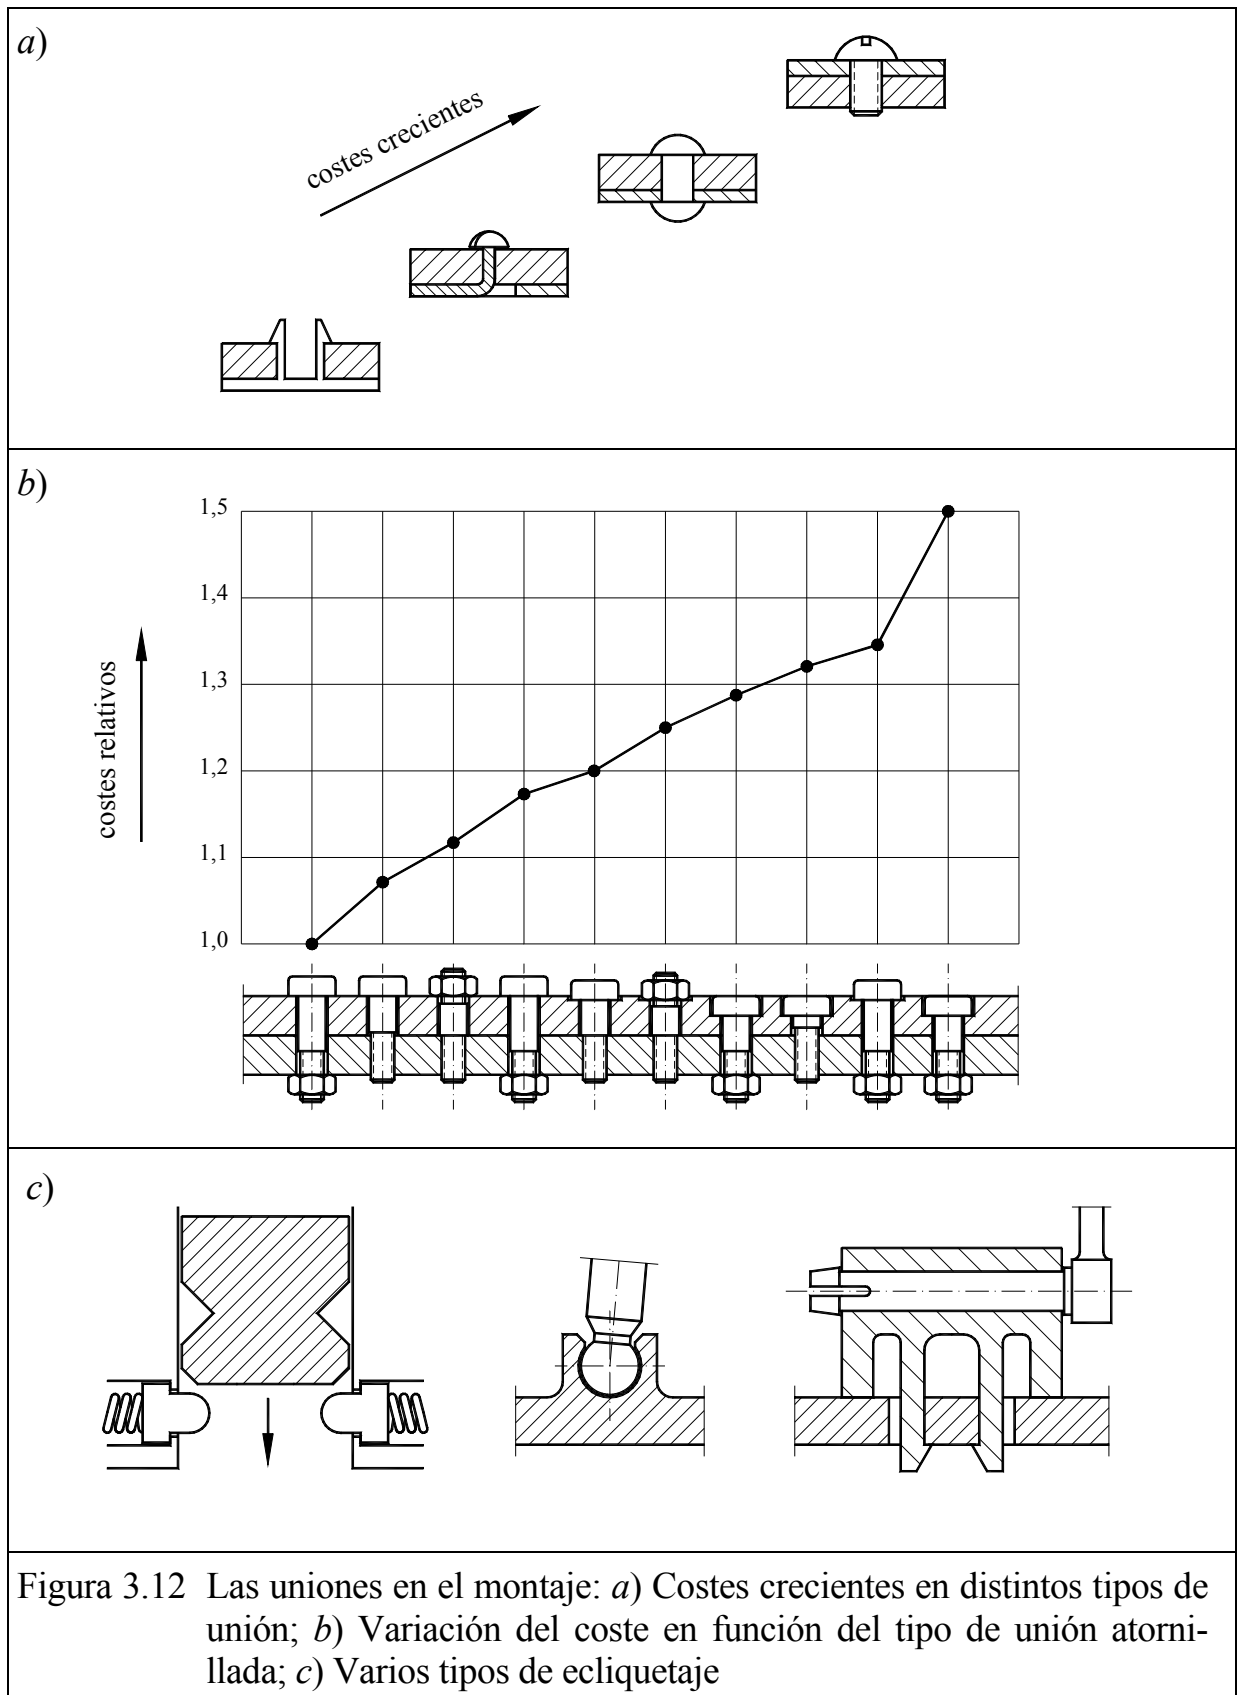 a)
costes crecientes
b)
1,5
1,4
1,3
1,2
1,1
1,0
costes relativos
c)
Figura 3.12 Las uniones en el montaje: a) Costes crecientes en distintos tipos de
unión; b) Variación del coste en función del tipo de unión atorni-
llada; c) Varios tipos de ecliquetaje